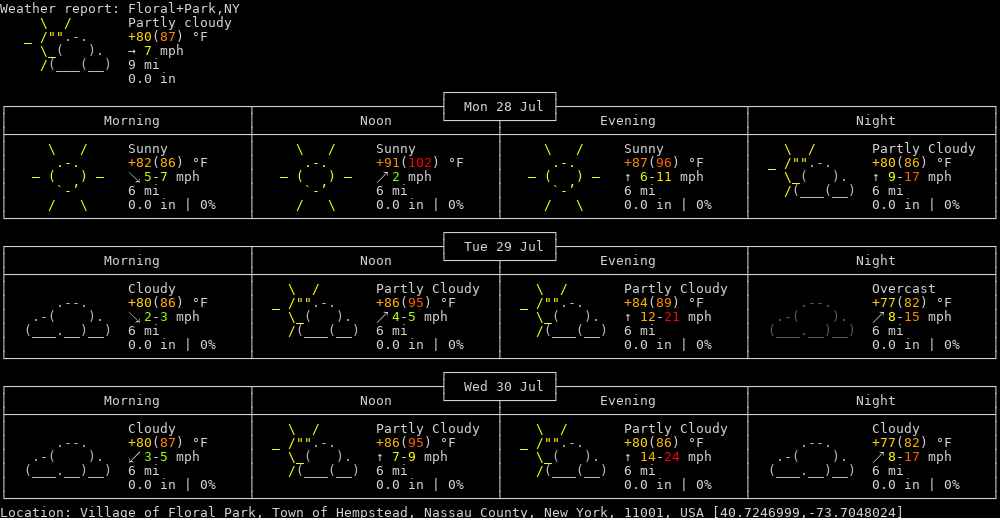 Weather report: Floral+Park,NY
Partly cloudy
+80(87) °F
→ 7 mph
9 mi
0.0 in
Mon 28 Jul
Morning Noon Evening Night
Sunny Sunny Sunny Partly Cloudy
+82(86) °F +91(102) °F +87(96) °F +80(86) °F
↘ 5-7 mph ↗ 2 mph ↑ 6-11 mph ↑ 9-17 mph
6 mi 6 mi 6 mi 6 mi
0.0 in | 0% 0.0 in | 0% 0.0 in | 0% 0.0 in | 0%
Tue 29 Jul
Morning Noon Evening Night
Cloudy Partly Cloudy Partly Cloudy Overcast
+80(86) °F +86(95) °F +84(89) °F +77(82) °F
↘ 2-3 mph ↗ 4-5 mph ↑ 12-21 mph ↗ 8-15 mph
6 mi 6 mi 6 mi 6 mi
0.0 in | 0% 0.0 in | 0% 0.0 in | 0% 0.0 in | 0%
Wed 30 Jul
Morning Noon Evening Night
Cloudy Partly Cloudy Partly Cloudy Cloudy
+80(87) °F +86(95) °F +80(86) °F +77(82) °F
↙ 3-5 mph ↑ 7-9 mph ↑ 14-24 mph ↗ 8-17 mph
6 mi 6 mi 6 mi 6 mi
0.0 in | 0% 0.0 in | 0% 0.0 in | 0% 0.0 in | 0%
Location: Village of Floral Park, Town of Hempstead, Nassau County, New York, 11001, USA [40.7246999,-73.7048024]